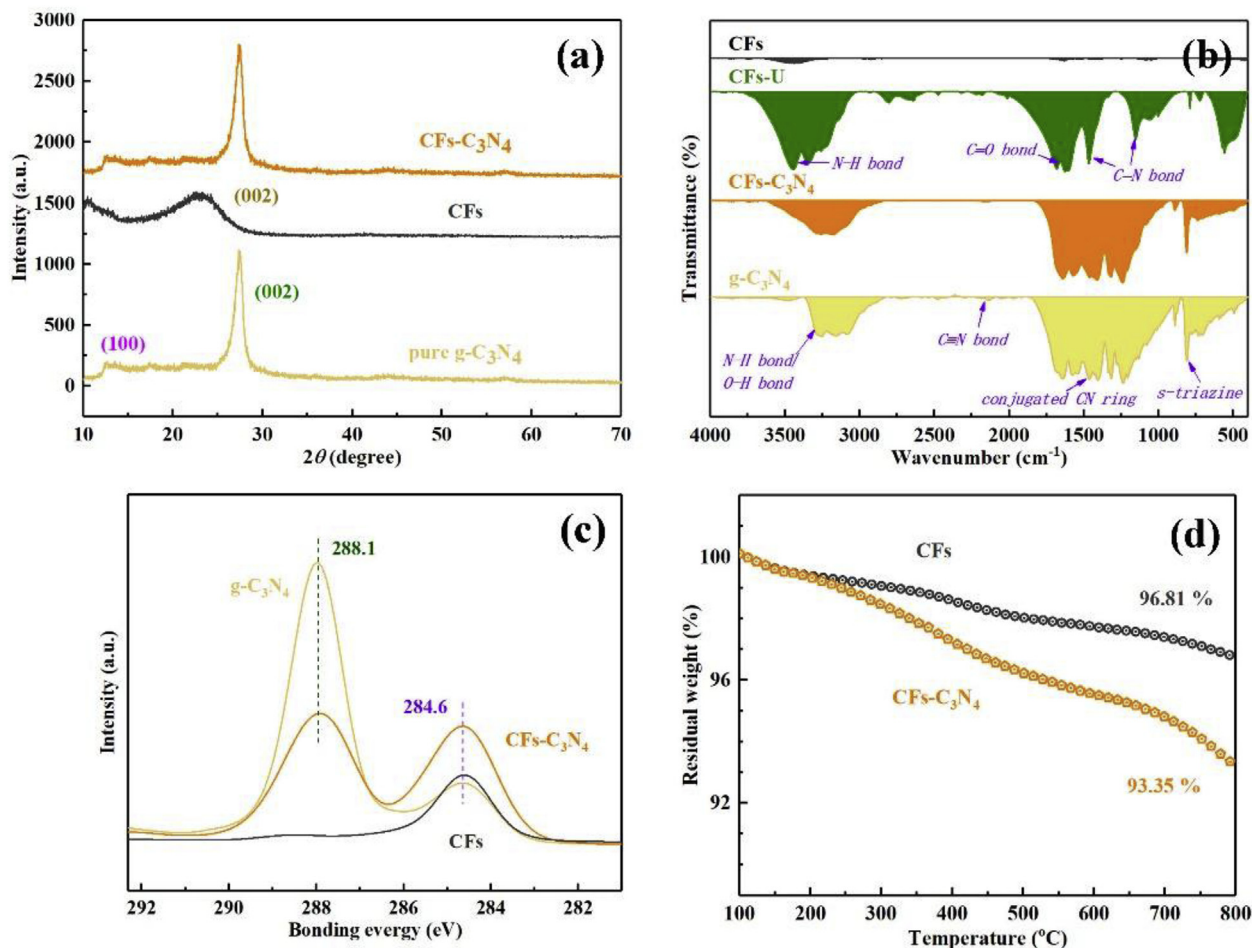 (a)
3000
2500
2000
1500
1000
500
0
Intensity (a.u.)
CFs-C₃N₄
(002)
CFs
(002)
(100)
pure g-C₃N₄
10 20 30 40 50 60 70
2θ (degree)
(b)
CFs
CFs-U
N-H bond
C=O bond
C-N bond
CFs-C₃N₄
g-C₃N₄
C≡N bond
N-H bond/
O-H bond
conjugated CN ring
s-triazine
Transmittance (%)
4000 3500 3000 2500 2000 1500 1000 500
Wavenumber (cm⁻¹)
(c)
288.1
g-C₃N₄
284.6
CFs-C₃N₄
CFs
Intensity (a.u.)
292 290 288 286 284 282
Bonding evergy (eV)
(d)
100
96
92
Residual weight (%)
CFs
96.81 %
CFs-C₃N₄
93.35 %
100 200 300 400 500 600 700 800
Temperature (°C)